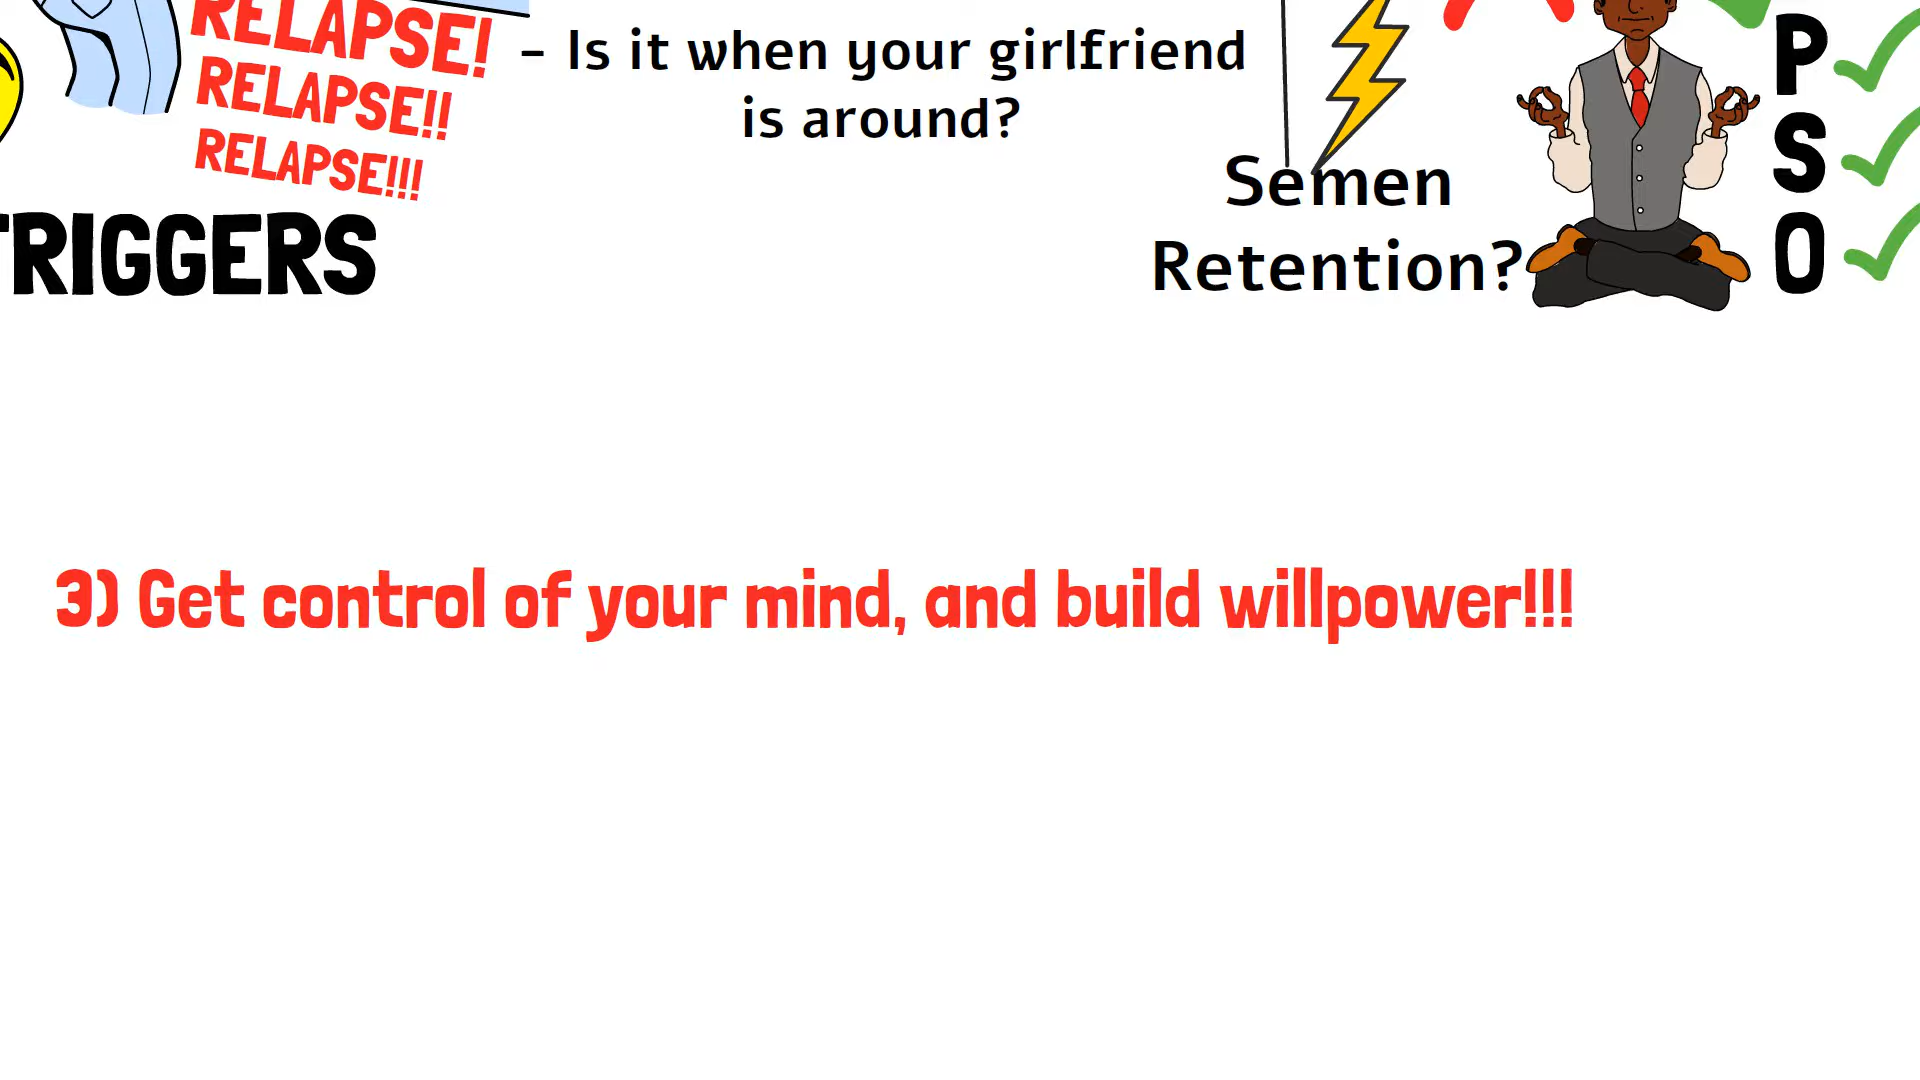 RELAPSE!
RELAPSE!!
RELAPSE!!!
TRIGGERS
- Is it when your girlfriend
is around?
Semen
Retention?
P
S
O
3) Get control of your mind, and build willpower!!!